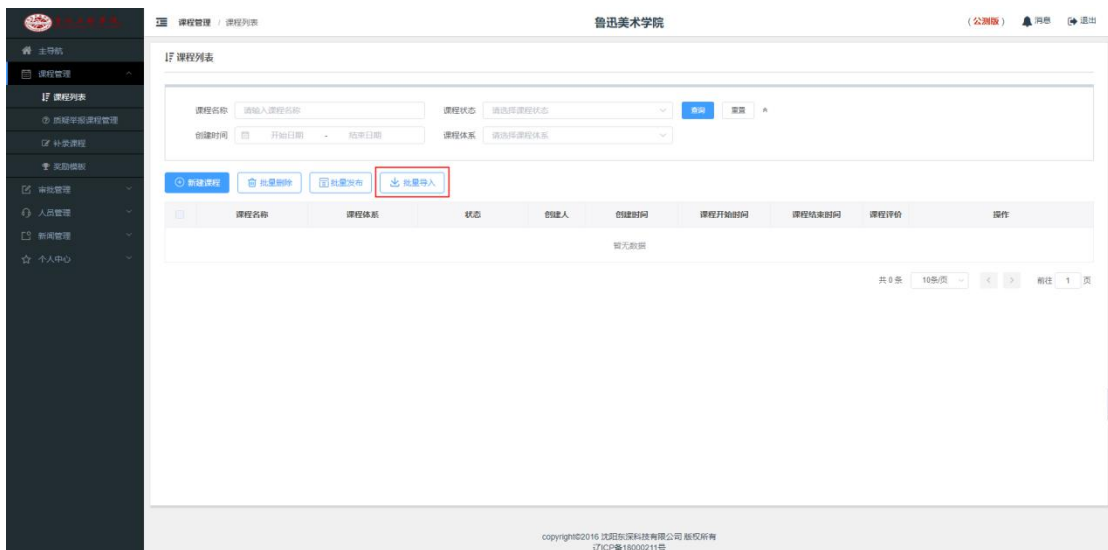 课程管理 / 课程列表
鲁迅美术学院
(公测版) 消息 退出
主导航
课程管理
课程列表
质疑举报课程管理
补录课程
奖励模板
审批管理
人员管理
新闻管理
个人中心
课程列表
课程名称 请输入课程名称 课程状态 请选择课程状态 查询 重置
创建时间 开始日期 - 结束日期 课程体系 请选择课程体系
新建课程 批量删除 批量发布 批量导入
课程名称 课程体系 状态 创建人 创建时间 课程开始时间 课程结束时间 课程评价 操作
暂无数据
共 0 条 10条/页 < > 前往 1 页
copyright©2016 沈阳东深科技有限公司 版权所有
辽ICP备16000211号